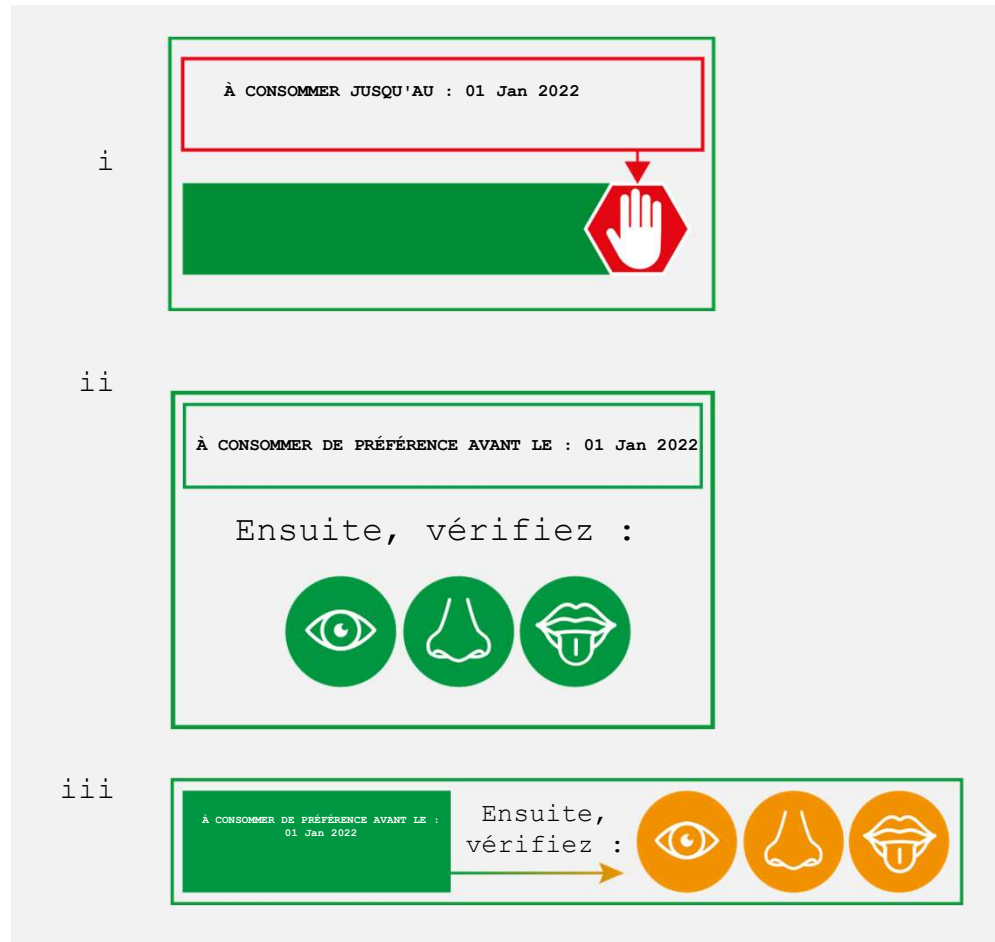 i
À CONSOMMER JUSQU'AU : 01 Jan 2022
ii
À CONSOMMER DE PRÉFÉRENCE AVANT LE : 01 Jan 2022
Ensuite, vérifiez :
iii
À CONSOMMER DE PRÉFÉRENCE AVANT LE :
01 Jan 2022
Ensuite,
vérifiez :